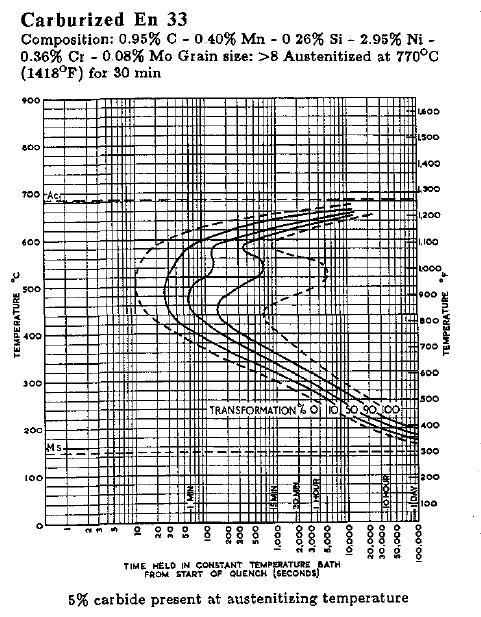 Carburized En 33
Composition: 0.95% C - 0.40% Mn - 0 26% Si - 2.95% Ni -
0.36% Cr - 0.08% Mo Grain size: >8 Austenitized at 770°C
(1418°F) for 30 min
900
800
700
600
500
400
300
200
100
0
TEMPERATURE °C
Ac₁
Ms
1,600
1,500
1,400
1,300
1,200
1,100
1,000
900
800
700
600
500
400
300
200
100
TEMPERATURE °F
TRANSFORMATION % 0 10 50 90 100
1 MIN
15 MIN
30 MIN
1 HOUR
10 HOUR
1 DAY
1 2 3 5 10 20 30 50 100 200 300 500 1,000 2,000 3,000 5,000 10,000 20,000 30,000 50,000 100,000
TIME HELD IN CONSTANT TEMPERATURE BATH
FROM START OF QUENCH (SECONDS)
5% carbide present at austenitizing temperature